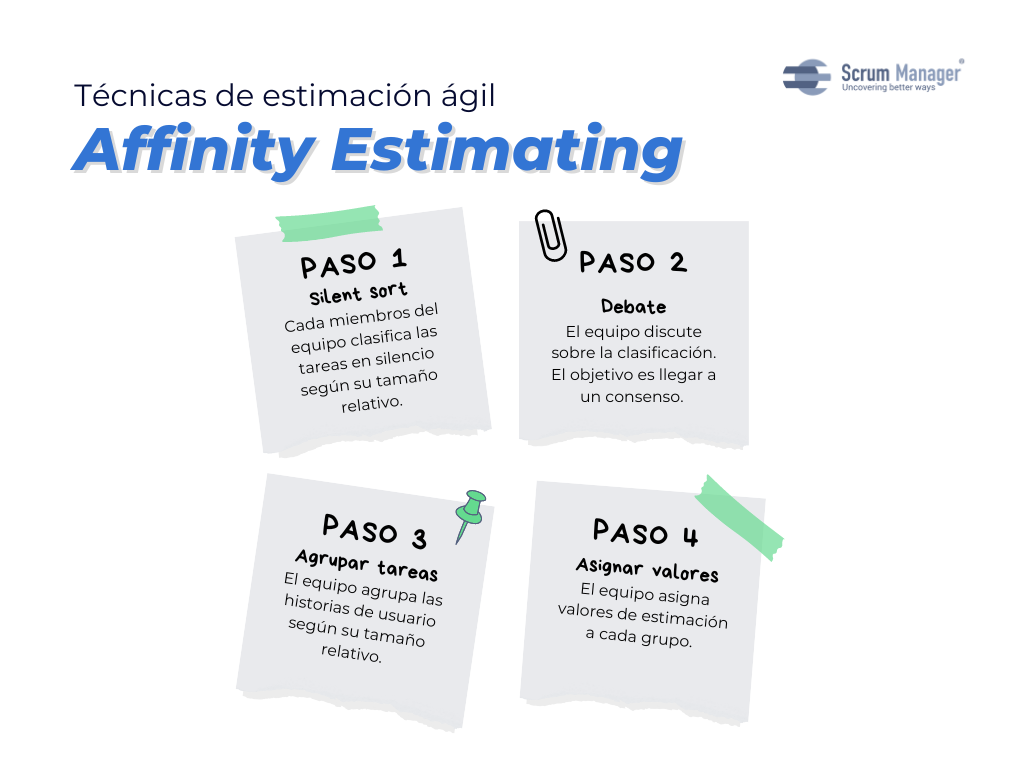 Técnicas de estimación ágil
Affinity Estimating
Scrum Manager®
Uncovering better ways
PASO 1
Silent sort
Cada miembros del
equipo clasifica las
tareas en silencio
según su tamaño
relativo.
PASO 2
Debate
El equipo discute
sobre la clasificación.
El objetivo es llegar a
un consenso.
PASO 3
Agrupar tareas
El equipo agrupa las
historias de usuario
según su tamaño
relativo.
PASO 4
Asignar valores
El equipo asigna
valores de estimación
a cada grupo.